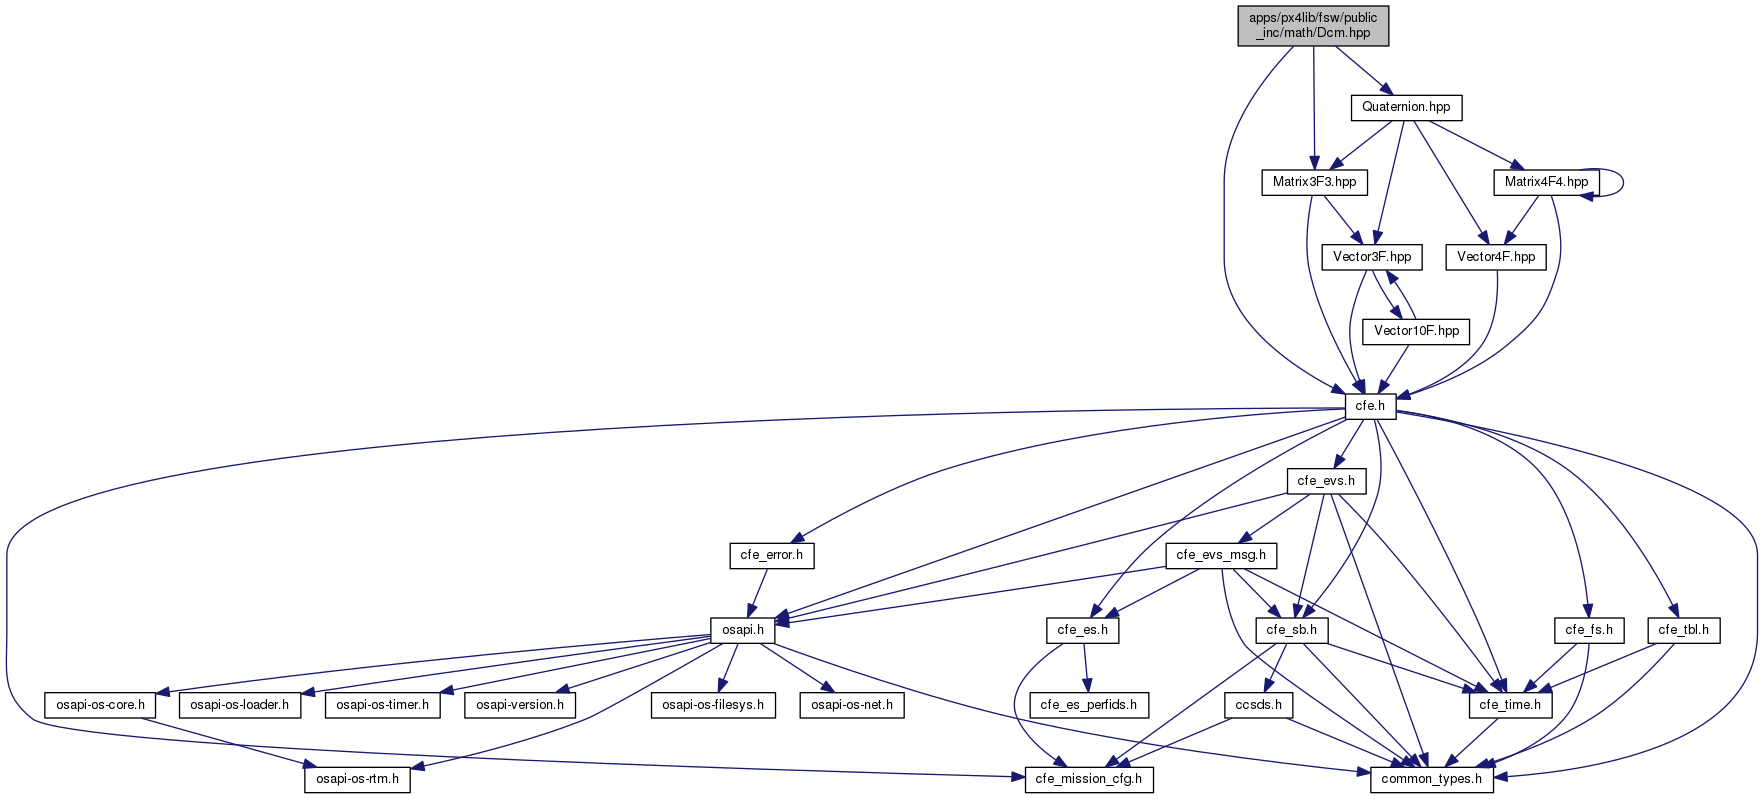 apps/px4lib/fsw/public
_inc/math/Dcm.hpp
Quaternion.hpp
Matrix3F3.hpp
Matrix4F4.hpp
Vector3F.hpp
Vector4F.hpp
Vector10F.hpp
cfe.h
cfe_evs.h
cfe_error.h
cfe_evs_msg.h
osapi.h
cfe_es.h
cfe_sb.h
cfe_fs.h
cfe_tbl.h
osapi-os-core.h
osapi-os-loader.h
osapi-os-timer.h
osapi-version.h
osapi-os-filesys.h
osapi-os-net.h
cfe_es_perfids.h
ccsds.h
cfe_time.h
osapi-os-rtm.h
cfe_mission_cfg.h
common_types.h